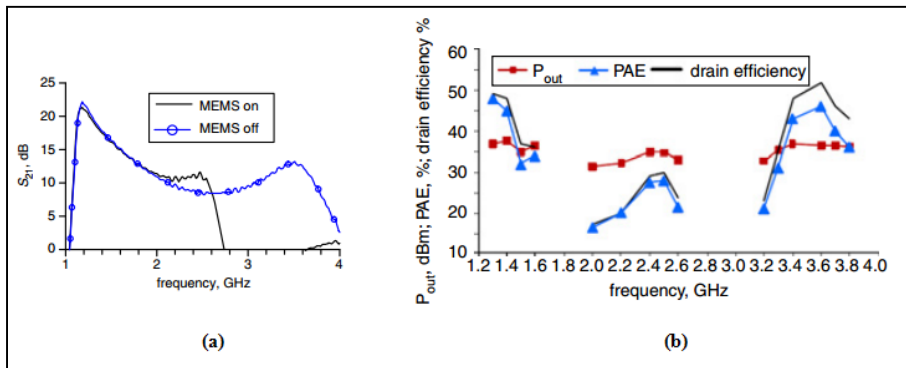 25
20
15
10
5
0
S21, dB
MEMS on
MEMS off
1 2 3 4
frequency, GHz
(a)
60
50
40
30
20
10
Pout, dBm; PAE, %; drain efficiency %
Pout PAE drain efficiency
1.2 1.4 1.6 2.0 2.2 2.4 2.6 2.8 3.0 3.2 3.4 3.6 3.8 4.0
frequency, GHz
(b)